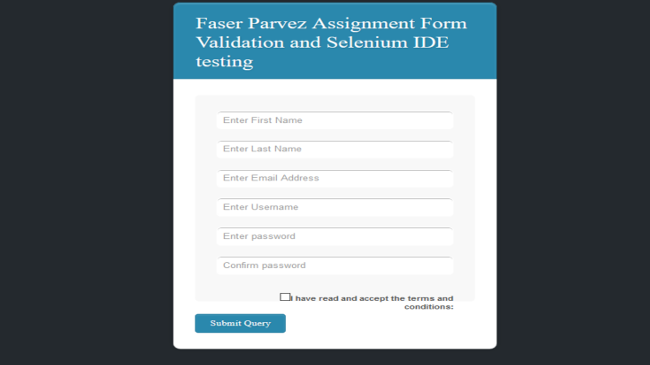 Faser Parvez Assignment Form
Validation and Selenium IDE
testing
Enter First Name
Enter Last Name
Enter Email Address
Enter Username
Enter password
Confirm password
I have read and accept the terms and
conditions:
Submit Query